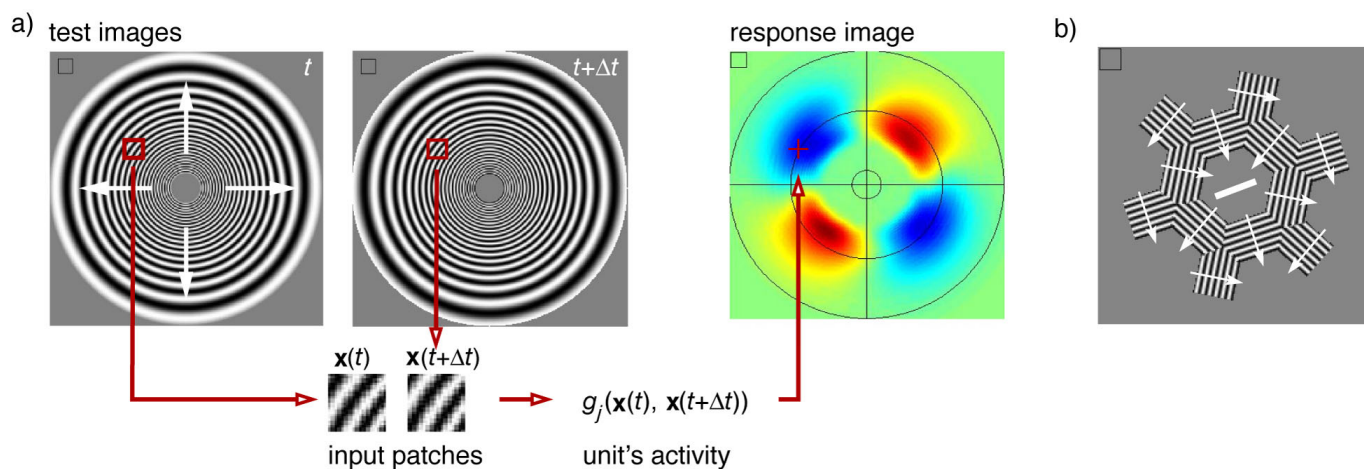 a)
test images
response image
b)
t
t+Δt
x(t)
x(t+Δt)
g_j(x(t), x(t+Δt))
input patches
unit's activity